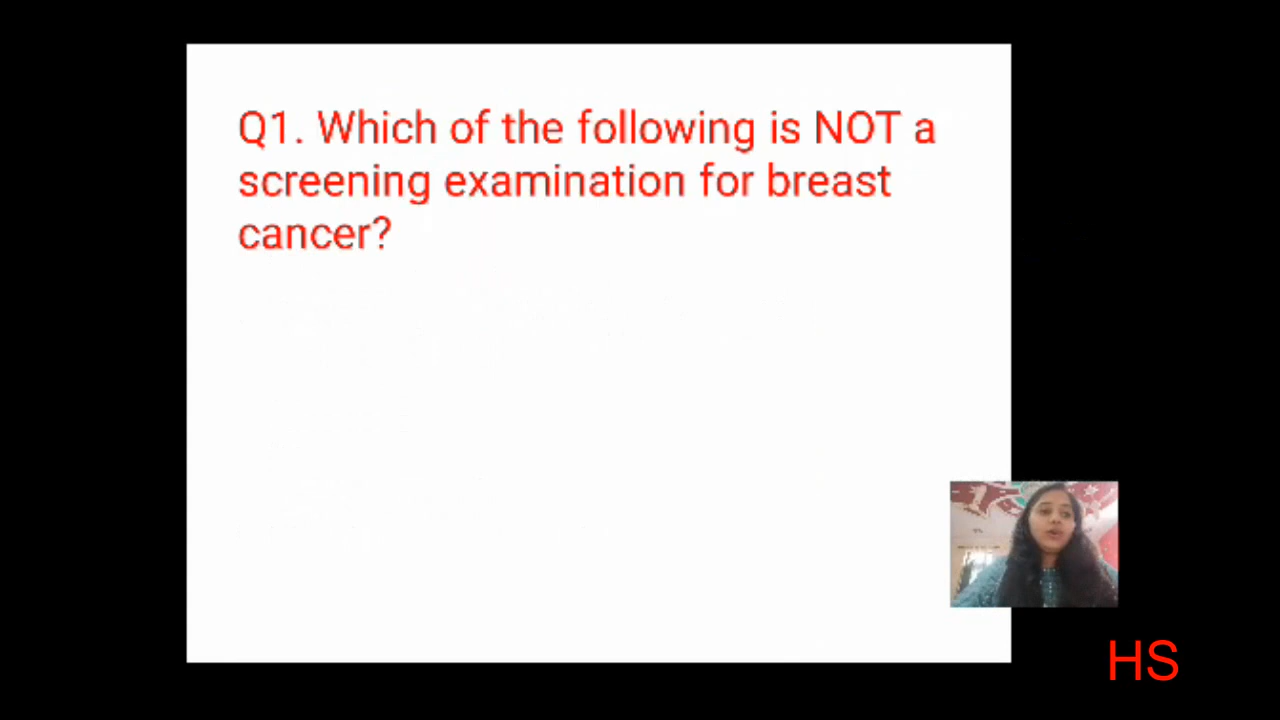 Q1. Which of the following is NOT a
screening examination for breast
cancer?
HS